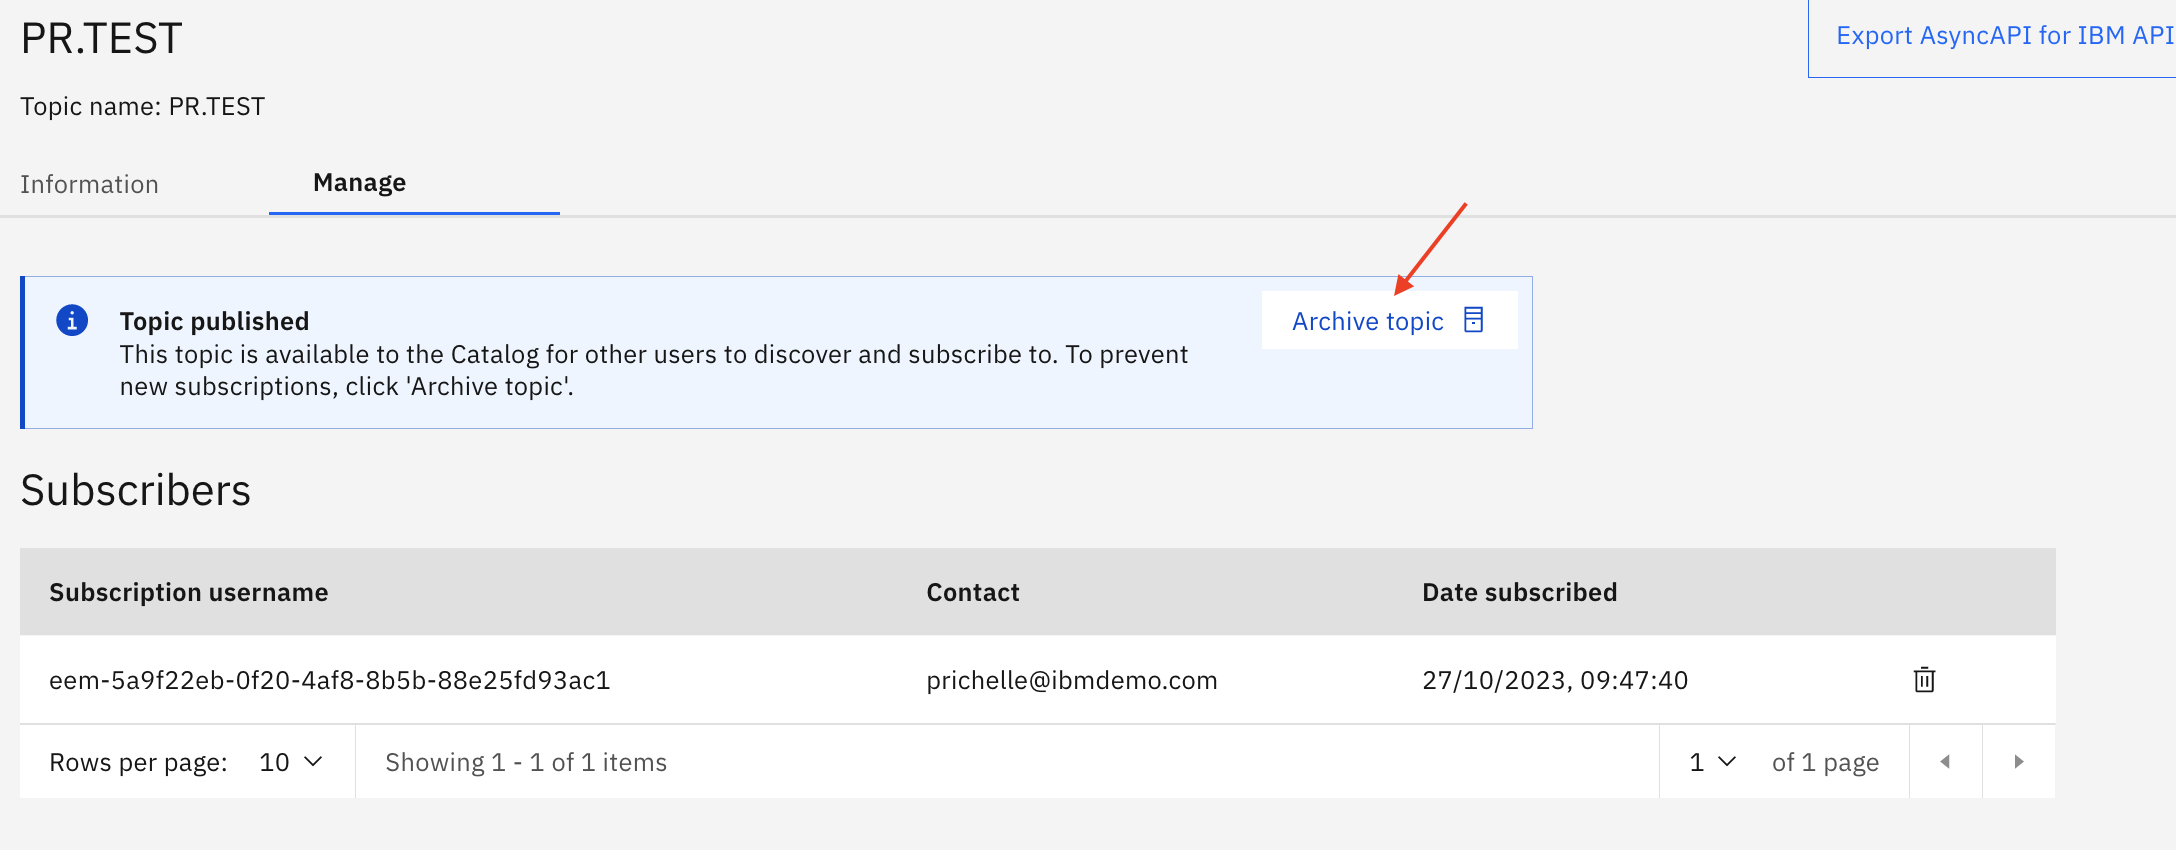 PR.TEST
Export AsyncAPI for IBM API
Topic name: PR.TEST
Information
Manage
Topic published
Archive topic
This topic is available to the Catalog for other users to discover and subscribe to. To prevent
new subscriptions, click 'Archive topic'.
Subscribers
Subscription username Contact Date subscribed
eem-5a9f22eb-0f20-4af8-8b5b-88e25fd93ac1 prichelle@ibmdemo.com 27/10/2023, 09:47:40
Rows per page: 10 Showing 1 - 1 of 1 items 1 of 1 page